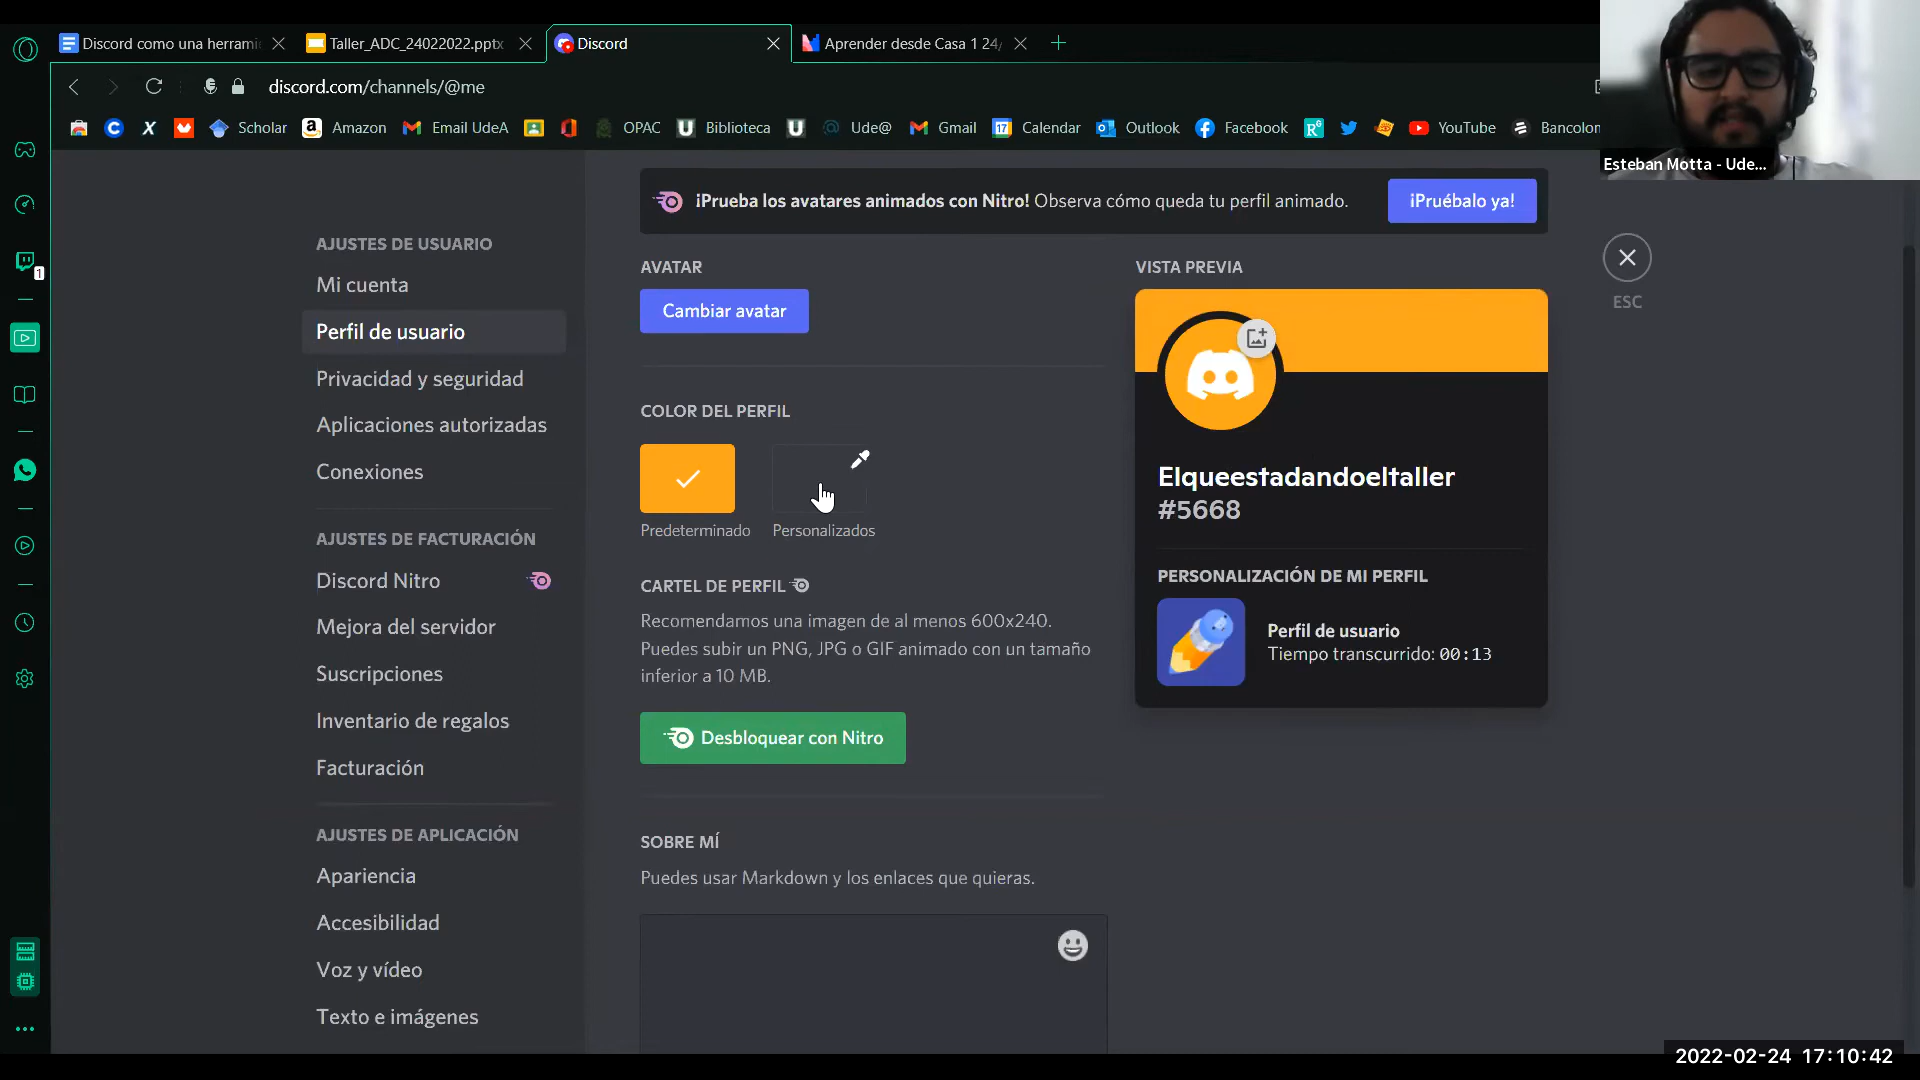 Discord como una herrami
Taller_ADC_24022022.pptx
Discord
Aprender desde Casa 1 24/
discord.com/channels/@me
Scholar
Amazon
Email UdeA
OPAC
Biblioteca
Ude@
Gmail
17
Calendar
Outlook
Facebook
YouTube
Bancolom
Esteban Motta - Ude...
1
¡Prueba los avatares animados con Nitro! Observa cómo queda tu perfil animado.
¡Pruébalo ya!
AJUSTES DE USUARIO
Mi cuenta
Perfil de usuario
Privacidad y seguridad
Aplicaciones autorizadas
Conexiones
AJUSTES DE FACTURACIÓN
Discord Nitro
Mejora del servidor
Suscripciones
Inventario de regalos
Facturación
AJUSTES DE APLICACIÓN
Apariencia
Accesibilidad
Voz y vídeo
Texto e imágenes
AVATAR
Cambiar avatar
COLOR DEL PERFIL
Predeterminado
Personalizados
CARTEL DE PERFIL
Recomendamos una imagen de al menos 600x240.
Puedes subir un PNG, JPG o GIF animado con un tamaño
inferior a 10 MB.
Desbloquear con Nitro
SOBRE MÍ
Puedes usar Markdown y los enlaces que quieras.
VISTA PREVIA
Elqueestadandoeltaller
#5668
PERSONALIZACIÓN DE MI PERFIL
Perfil de usuario
Tiempo transcurrido: 00:13
ESC
2022-02-24 17:10:42